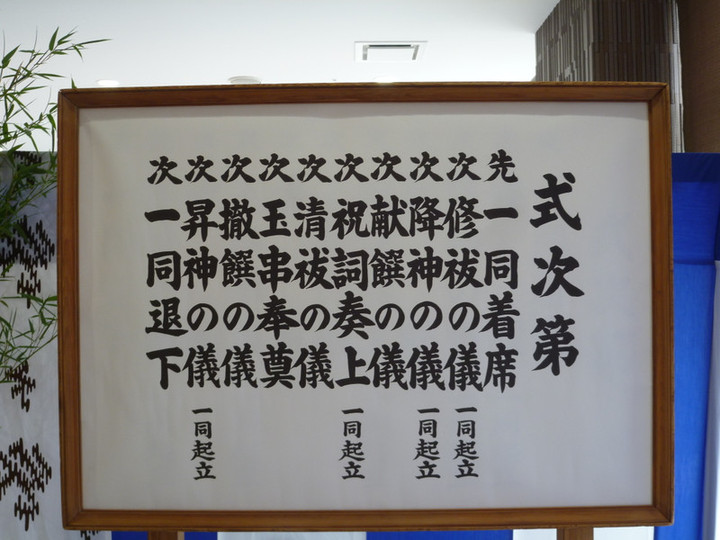 式次第
先一同着席
次修祓の儀 一同起立
次降神の儀 一同起立
次献饌の儀
次祝詞奏上 一同起立
次清祓の儀
次玉串奉奠
次撤饌の儀
次昇神の儀 一同起立
次一同退下